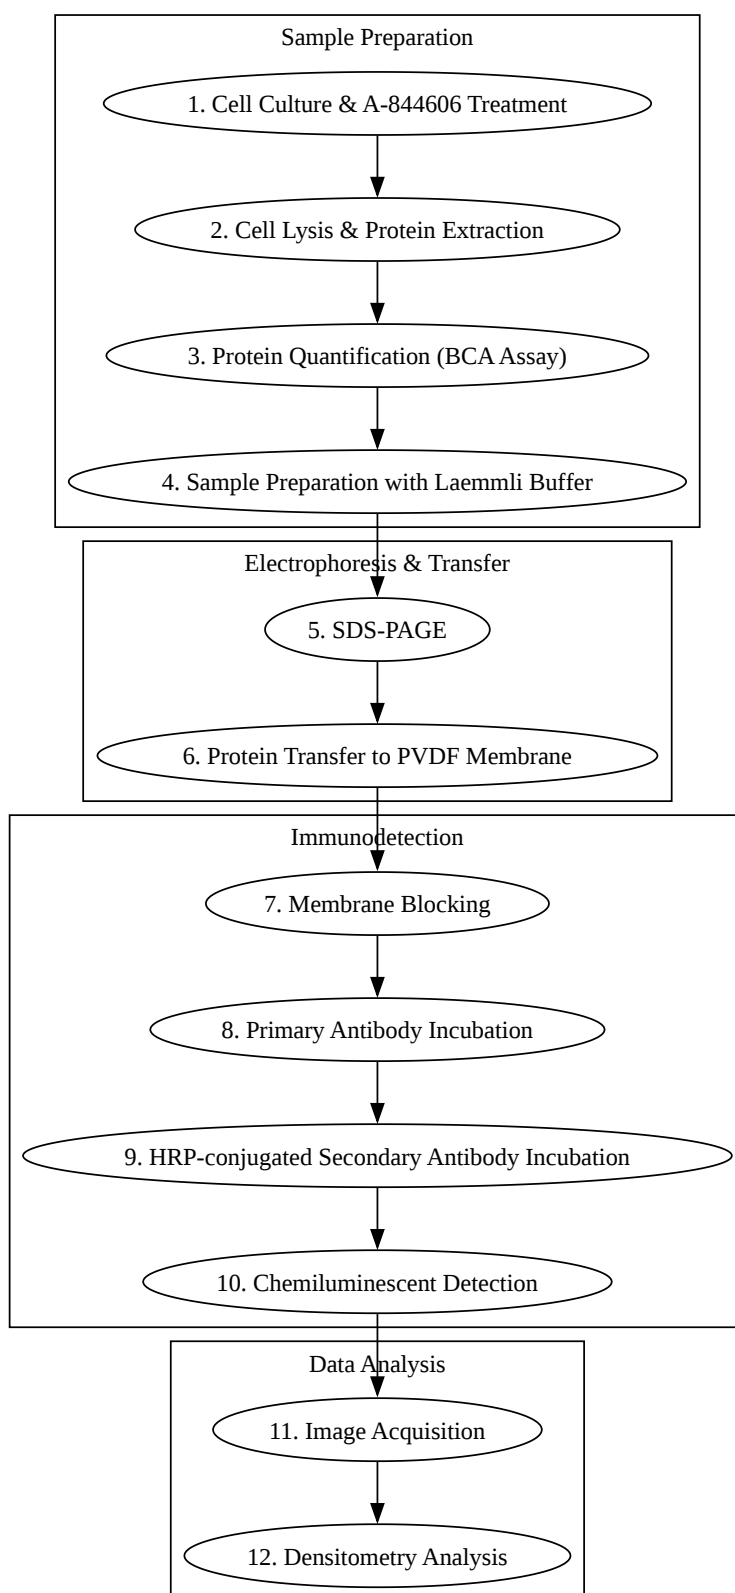 Sample Preparation
1. Cell Culture & A-844606 Treatment
2. Cell Lysis & Protein Extraction
3. Protein Quantification (BCA Assay)
4. Sample Preparation with Laemmli Buffer
Electrophoresis & Transfer
5. SDS-PAGE
6. Protein Transfer to PVDF Membrane
Immunodetection
7. Membrane Blocking
8. Primary Antibody Incubation
9. HRP-conjugated Secondary Antibody Incubation
10. Chemiluminescent Detection
Data Analysis
11. Image Acquisition
12. Densitometry Analysis